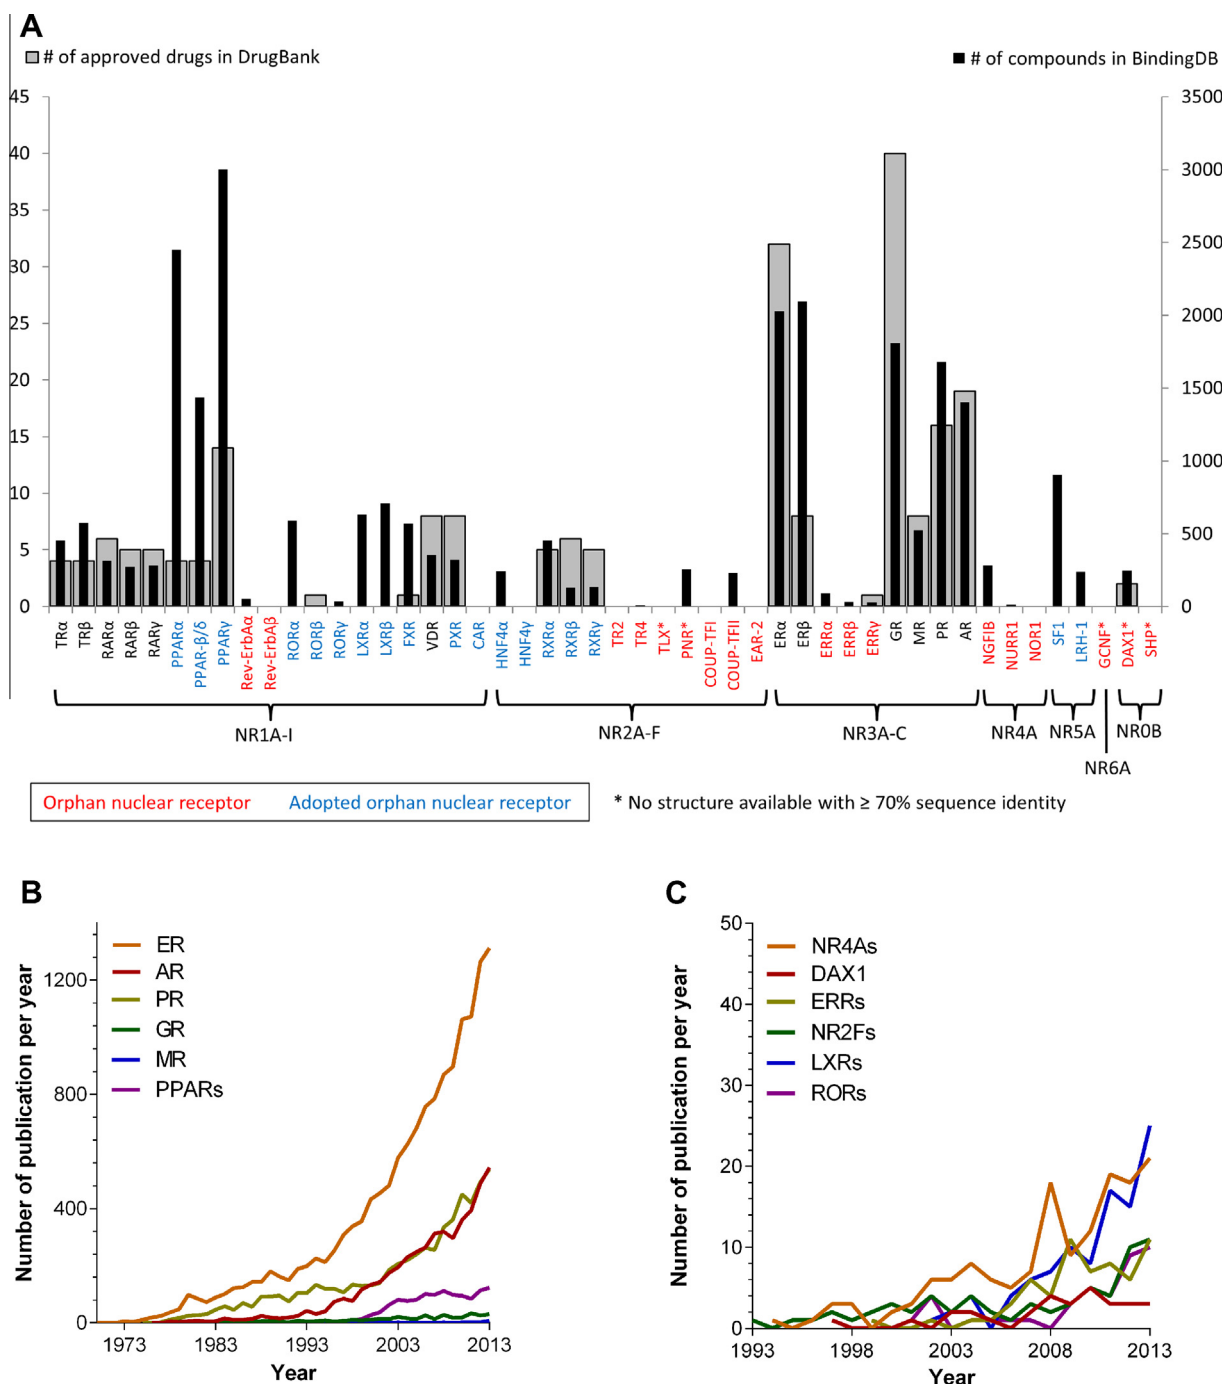 A
# of approved drugs in DrugBank
# of compounds in BindingDB
45 3500
40 3000
35 2500
30 2000
25 1500
20 1000
15 500
10 0
5
0
TRα TRβ RARα RARβ RARγ PPARα PPAR-β/δ PPARγ Rev-ErbAα Rev-ErbAβ RORα RORβ RORγ LXRα LXRβ FXR VDR PXR CAR HNF4α HNF4γ RXRα RXRβ RXRγ TR2 TR4 TLX* PNR* COUP-TFI COUP-TFII EAR-2 ERα ERβ ERRα ERRβ ERRγ GR MR PR AR NGFIB NURR1 NOR1 SF1 LRH-1 GCNF* DAX1* SHP*
NR1A-I NR2A-F NR3A-C NR4A NR5A NR0B
NR6A
Orphan nuclear receptor Adopted orphan nuclear receptor * No structure available with ≥ 70% sequence identity
B
Number of publication per year
1200
800
400
0
ER
AR
PR
GR
MR
PPARs
1973 1983 1993 2003 2013
Year
C
Number of publication per year
50
40
30
20
10
0
NR4As
DAX1
ERRs
NR2Fs
LXRs
RORs
1993 1998 2003 2008 2013
Year